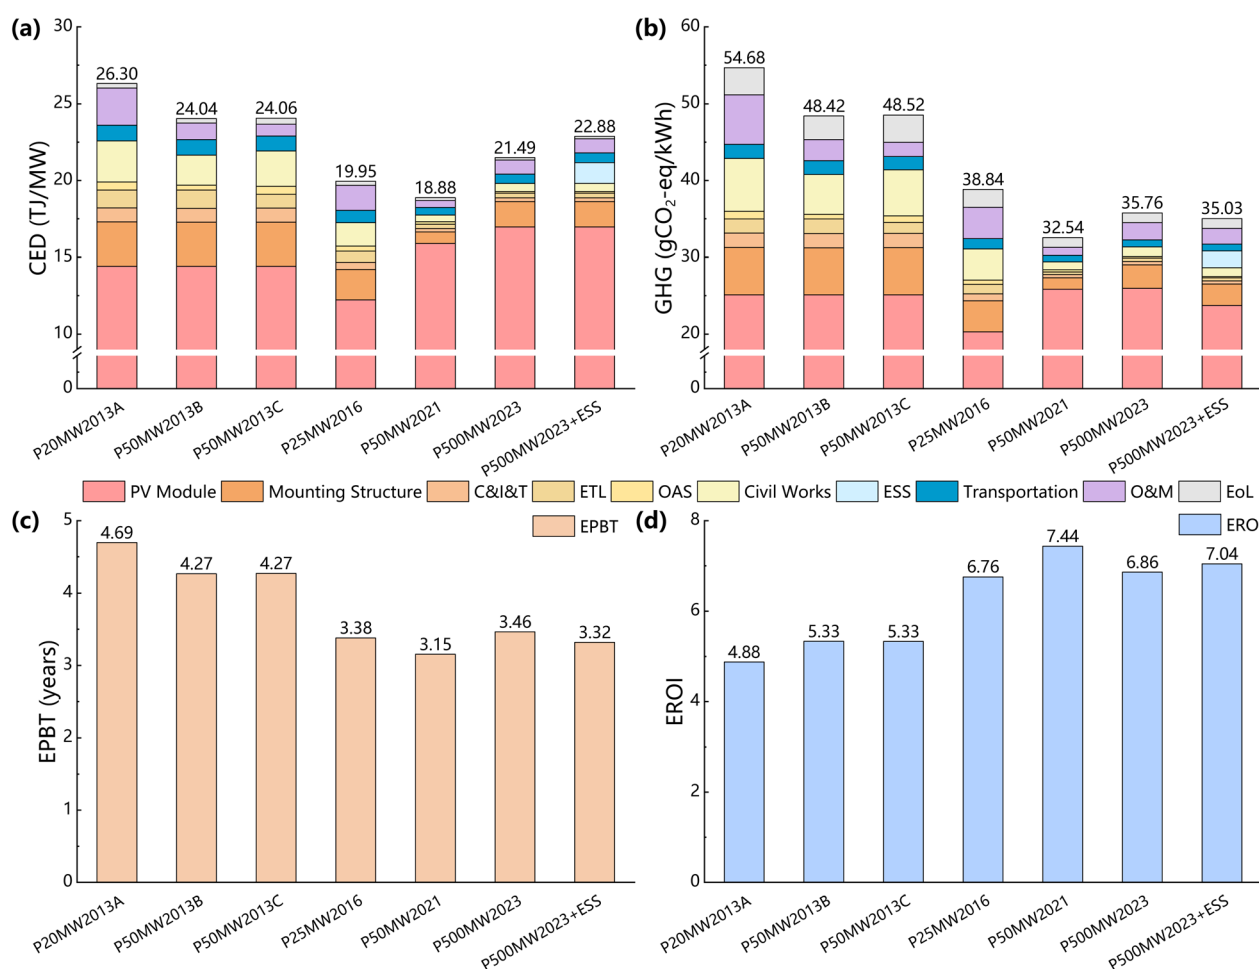 (a)
CED (TJ/MW)
30
25
20
15
10
0
26.30
24.04
24.06
19.95
18.88
21.49
22.88
P20MW2013A
P50MW2013B
P50MW2013C
P25MW2016
P50MW2021
P500MW2023
P500MW2023+ESS
(b)
GHG (gCO₂-eq/kWh)
60
50
40
30
20
0
54.68
48.42
48.52
38.84
32.54
35.76
35.03
P20MW2013A
P50MW2013B
P50MW2013C
P25MW2016
P50MW2021
P500MW2023
P500MW2023+ESS
PV Module Mounting Structure C&I&T ETL OAS Civil Works ESS Transportation O&M EoL
(c)
EPBT (years)
5
4
3
2
1
0
EPBT
4.69
4.27
4.27
3.38
3.15
3.46
3.32
P20MW2013A
P50MW2013B
P50MW2013C
P25MW2016
P50MW2021
P500MW2023
P500MW2023+ESS
(d)
EROI
8
6
4
2
0
ERO
4.88
5.33
5.33
6.76
7.44
6.86
7.04
P20MW2013A
P50MW2013B
P50MW2013C
P25MW2016
P50MW2021
P500MW2023
P500MW2023+ESS